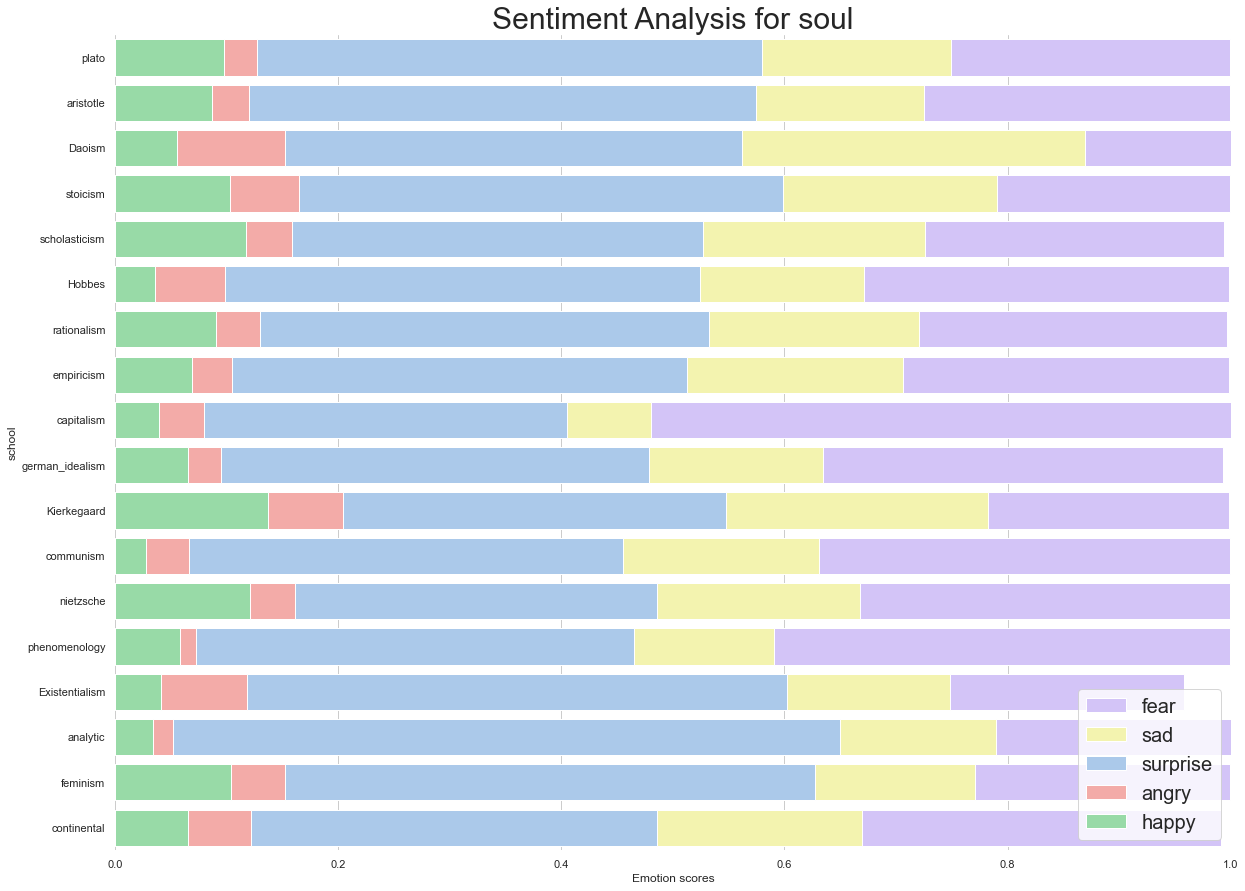 Sentiment Analysis for soul
plato
aristotle
Daoism
stoicism
scholasticism
Hobbes
rationalism
empiricism
capitalism
school
german_idealism
Kierkegaard
communism
nietzsche
phenomenology
Existentialism
analytic
feminism
continental
fear
sad
surprise
angry
happy
0.0 0.2 0.4 0.6 0.8 1.0
Emotion scores